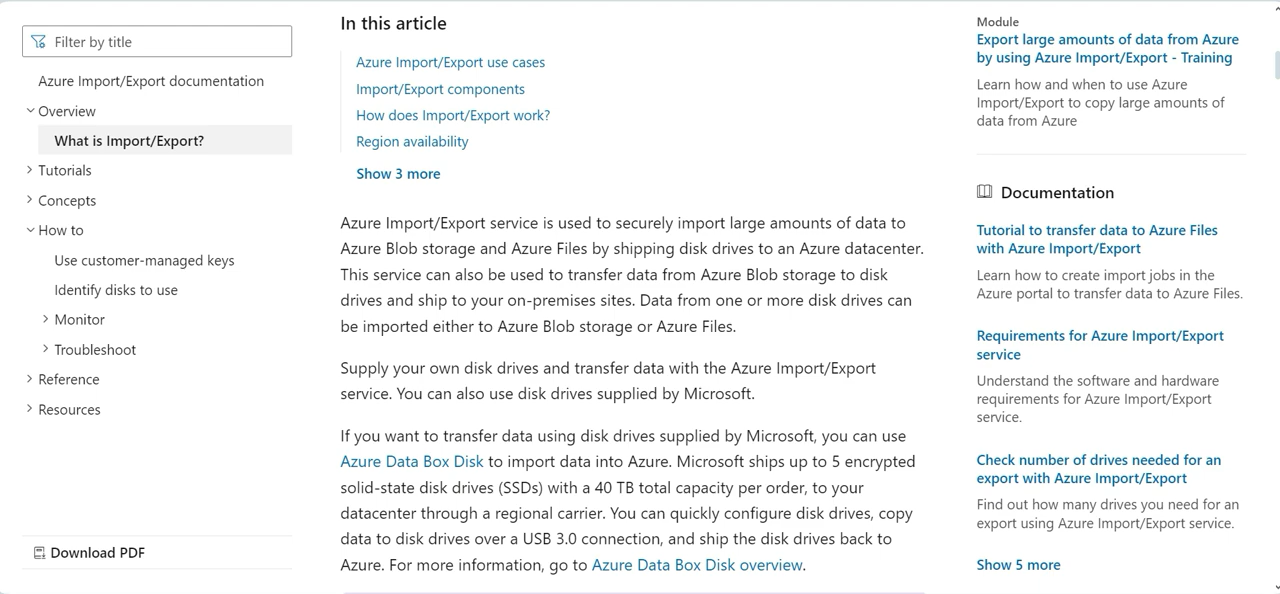 Filter by title
Azure Import/Export documentation
Overview
What is Import/Export?
Tutorials
Concepts
How to
Use customer-managed keys
Identify disks to use
Monitor
Troubleshoot
Reference
Resources
Download PDF
In this article
Azure Import/Export use cases
Import/Export components
How does Import/Export work?
Region availability
Show 3 more
Azure Import/Export service is used to securely import large amounts of data to
Azure Blob storage and Azure Files by shipping disk drives to an Azure datacenter.
This service can also be used to transfer data from Azure Blob storage to disk
drives and ship to your on-premises sites. Data from one or more disk drives can
be imported either to Azure Blob storage or Azure Files.
Supply your own disk drives and transfer data with the Azure Import/Export
service. You can also use disk drives supplied by Microsoft.
If you want to transfer data using disk drives supplied by Microsoft, you can use
Azure Data Box Disk to import data into Azure. Microsoft ships up to 5 encrypted
solid-state disk drives (SSDs) with a 40 TB total capacity per order, to your
datacenter through a regional carrier. You can quickly configure disk drives, copy
data to disk drives over a USB 3.0 connection, and ship the disk drives back to
Azure. For more information, go to Azure Data Box Disk overview.
Module
Export large amounts of data from Azure
by using Azure Import/Export - Training
Learn how and when to use Azure
Import/Export to copy large amounts of
data from Azure
Documentation
Tutorial to transfer data to Azure Files
with Azure Import/Export
Learn how to create import jobs in the
Azure portal to transfer data to Azure Files.
Requirements for Azure Import/Export
service
Understand the software and hardware
requirements for Azure Import/Export
service.
Check number of drives needed for an
export with Azure Import/Export
Find out how many drives you need for an
export using Azure Import/Export service.
Show 5 more